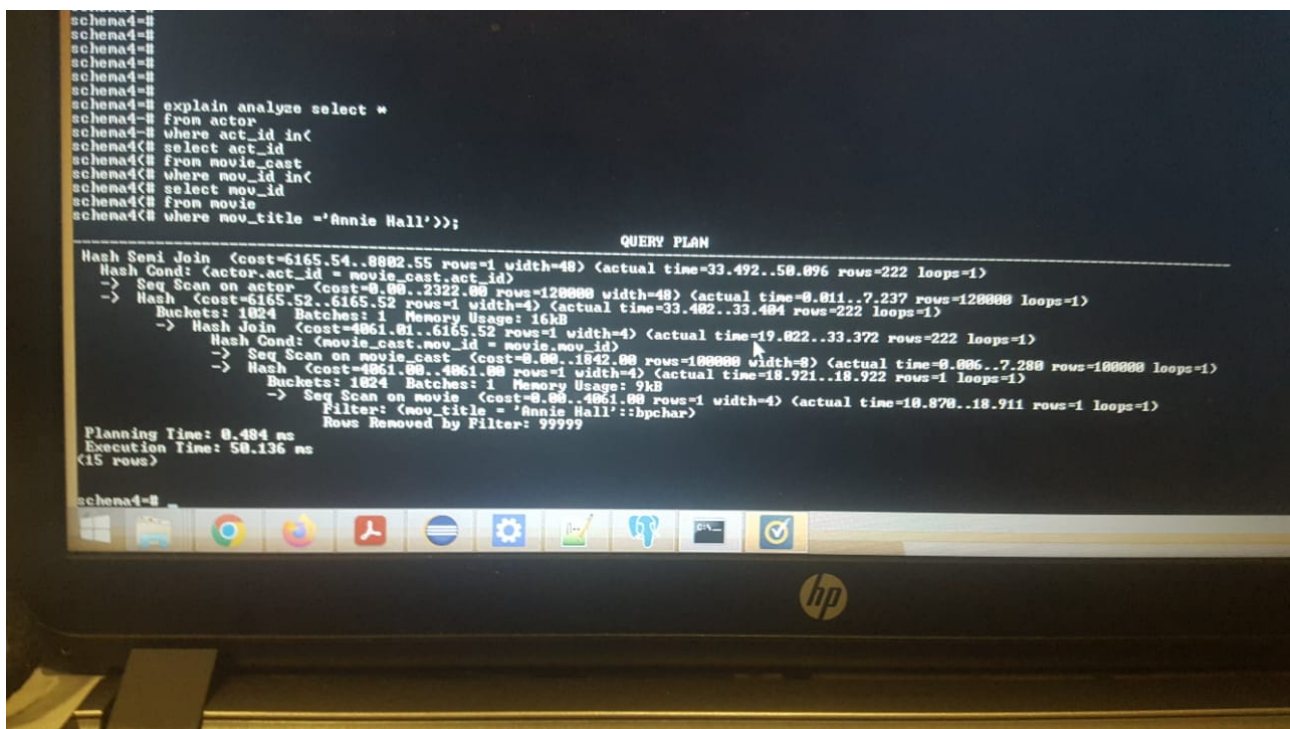 schema4=#
schema4=#
schema4=#
schema4=#
schema4=#
schema4=#
schema4=# explain analyze select *
schema4-# from actor
schema4-# where act_id in(
schema4(# select act_id
schema4(# from movie_cast
schema4(# where mov_id in(
schema4(# select mov_id
schema4(# from movie
schema4(# where mov_title ='Annie Hall'));
QUERY PLAN
Hash Semi Join (cost=6165.54..8802.55 rows=1 width=48) (actual time=33.492..50.096 rows=222 loops=1)
Hash Cond: (actor.act_id = movie_cast.act_id)
-> Seq Scan on actor (cost=0.00..2322.00 rows=120000 width=48) (actual time=0.011..7.237 rows=120000 loops=1)
-> Hash (cost=6165.52..6165.52 rows=1 width=4) (actual time=33.402..33.404 rows=222 loops=1)
Buckets: 1024 Batches: 1 Memory Usage: 16kB
-> Hash Join (cost=4061.01..6165.52 rows=1 width=4) (actual time=19.022..33.372 rows=222 loops=1)
Hash Cond: (movie_cast.mov_id = movie.mov_id)
-> Seq Scan on movie_cast (cost=0.00..1842.00 rows=100000 width=8) (actual time=0.006..7.280 rows=100000 loops=1)
-> Hash (cost=4061.00..4061.00 rows=1 width=4) (actual time=18.921..18.922 rows=1 loops=1)
Buckets: 1024 Batches: 1 Memory Usage: 9kB
-> Seq Scan on movie (cost=0.00..4061.00 rows=1 width=4) (actual time=10.870..18.911 rows=1 loops=1)
Filter: (mov_title = 'Annie Hall'::bpchar)
Rows Removed by Filter: 99999
Planning Time: 0.484 ms
Execution Time: 50.136 ms
(15 rows)
schema4=#
hp